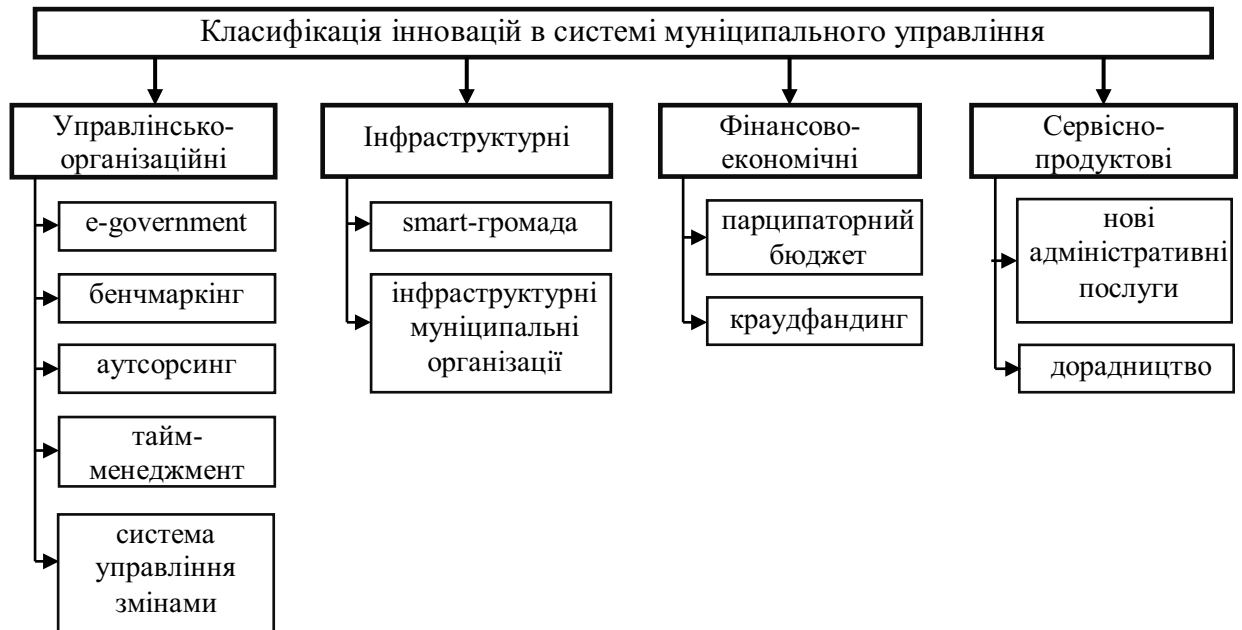 Класифікація інновацій в системі муніципального управління
Управлінсько-
організаційні
e-government
бенчмаркінг
аутсорсинг
тайм-
менеджмент
система
управління
змінами
Інфраструктурні
smart-громада
інфраструктурні
муніципальні
організації
Фінансово-
економічні
парципаторний
бюджет
краудфандинг
Сервісно-
продуктові
нові
адміністративні
послуги
дорадництво